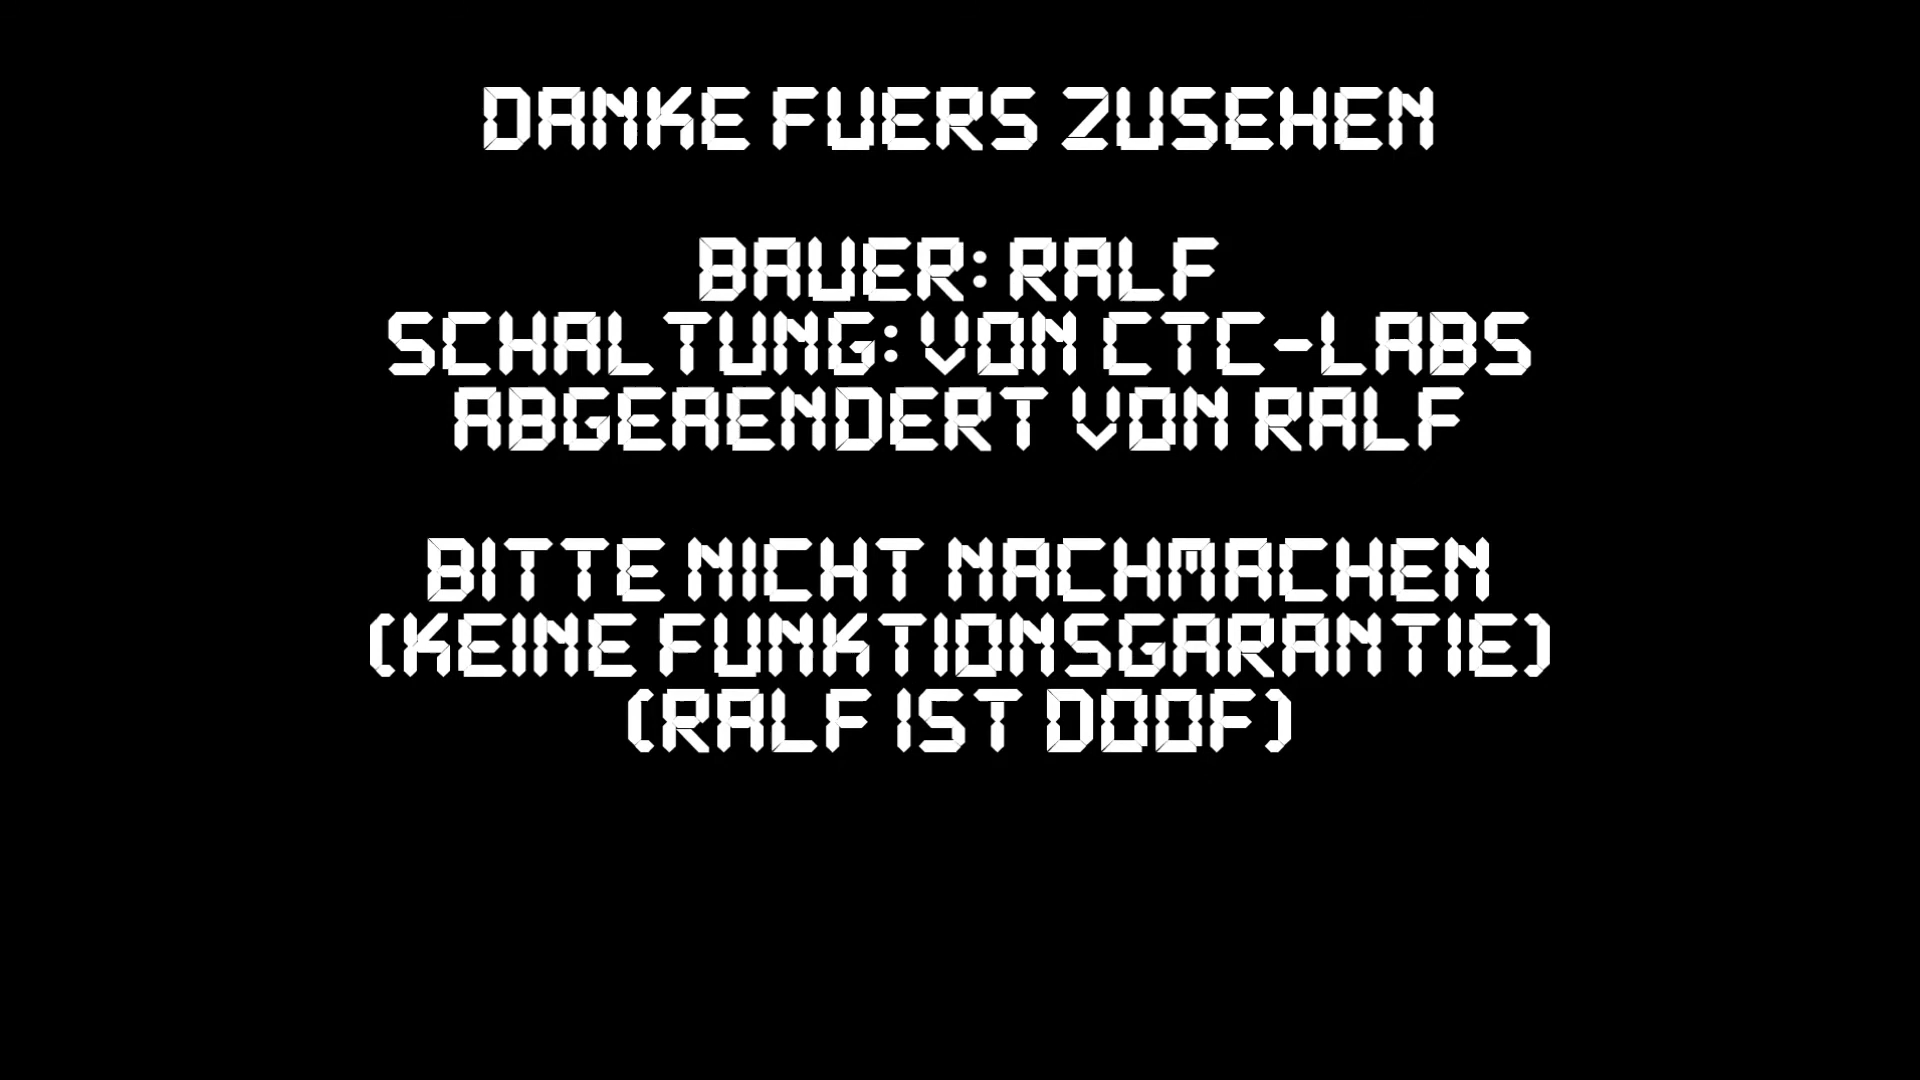 DANKE FUERS ZUSEHEN
BAUER: RALF
SCHALTUNG: VON CTC-LABS
ABGEAENDERT VON RALF
BITTE NICHT NACHMACHEN
(KEINE FUNKTIONSGARANTIE)
(RALF IST DOOF)